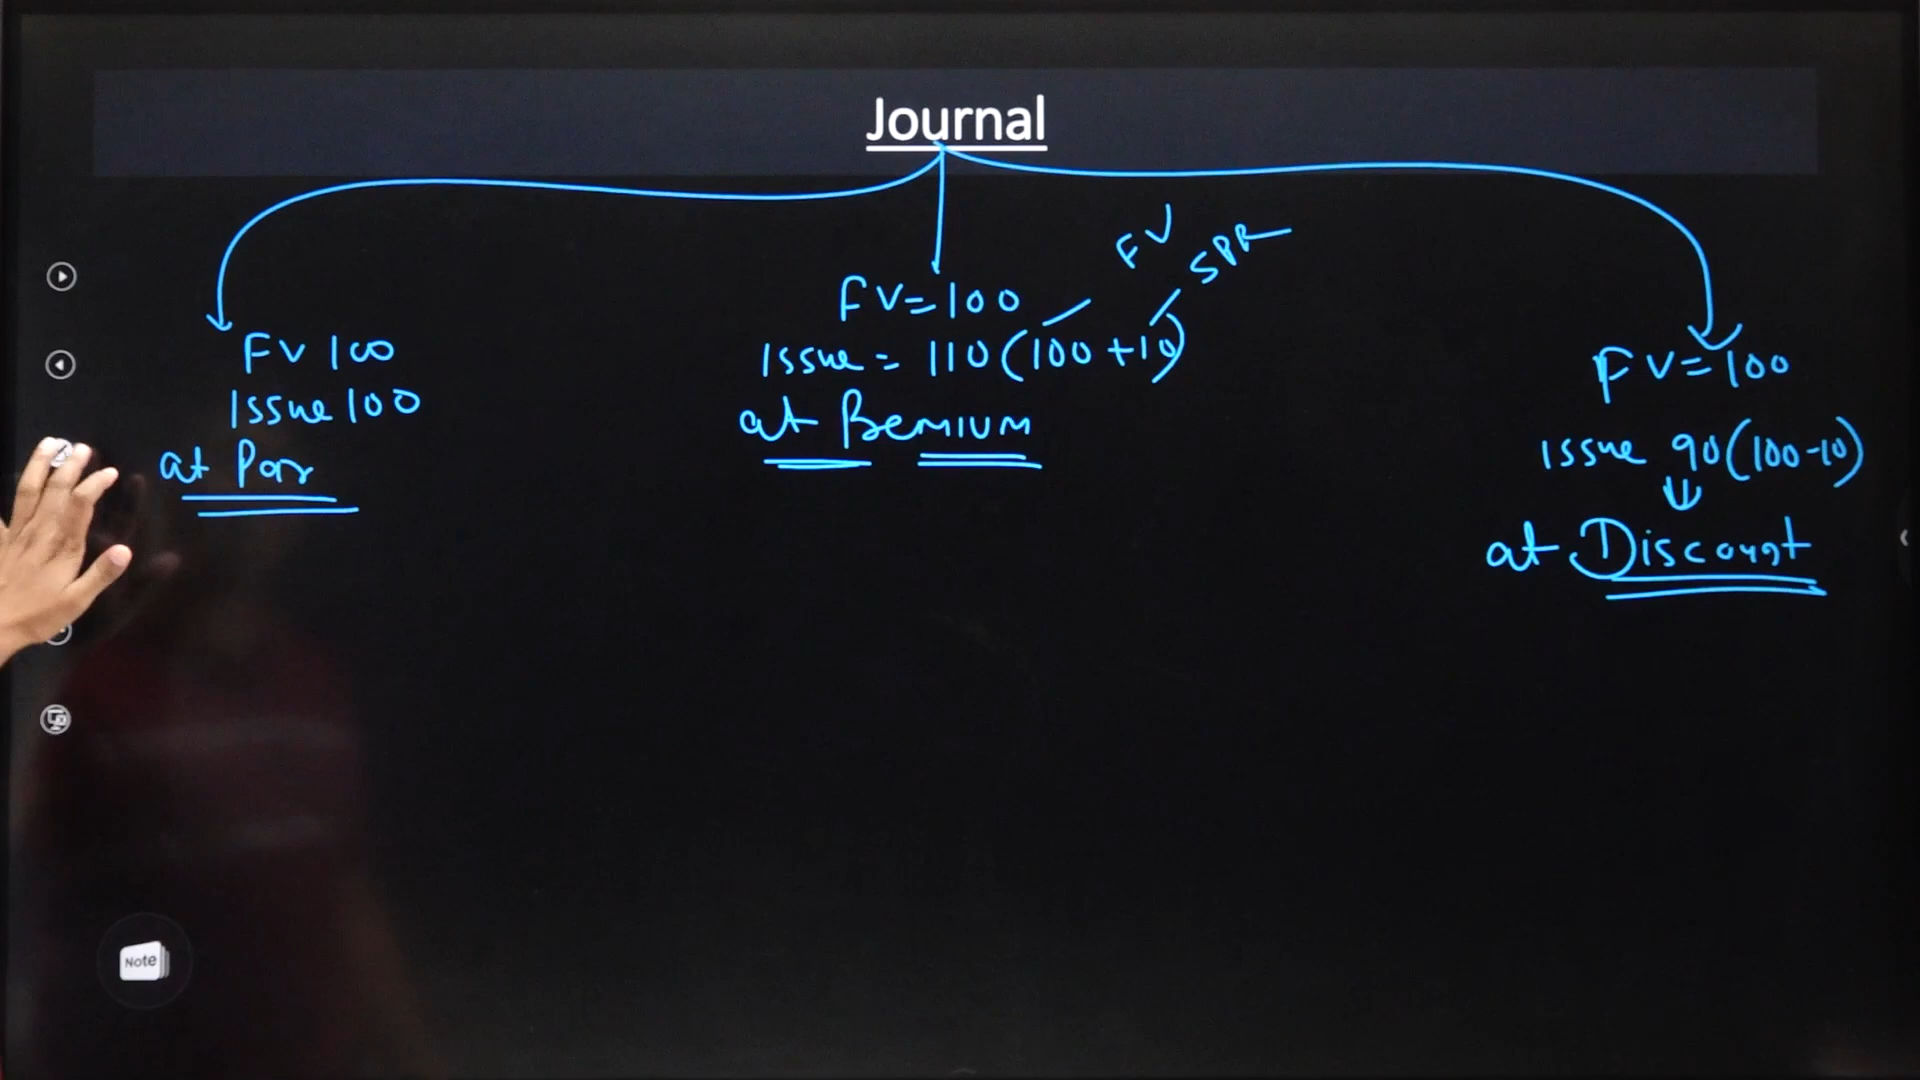 Journal
FV 100
Issue 100
at Par
FV
SPR
FV=100
Issue = 110 (100 +10)
at Premium
FV=100
Issue 90 (100-10)
at Discount
Note